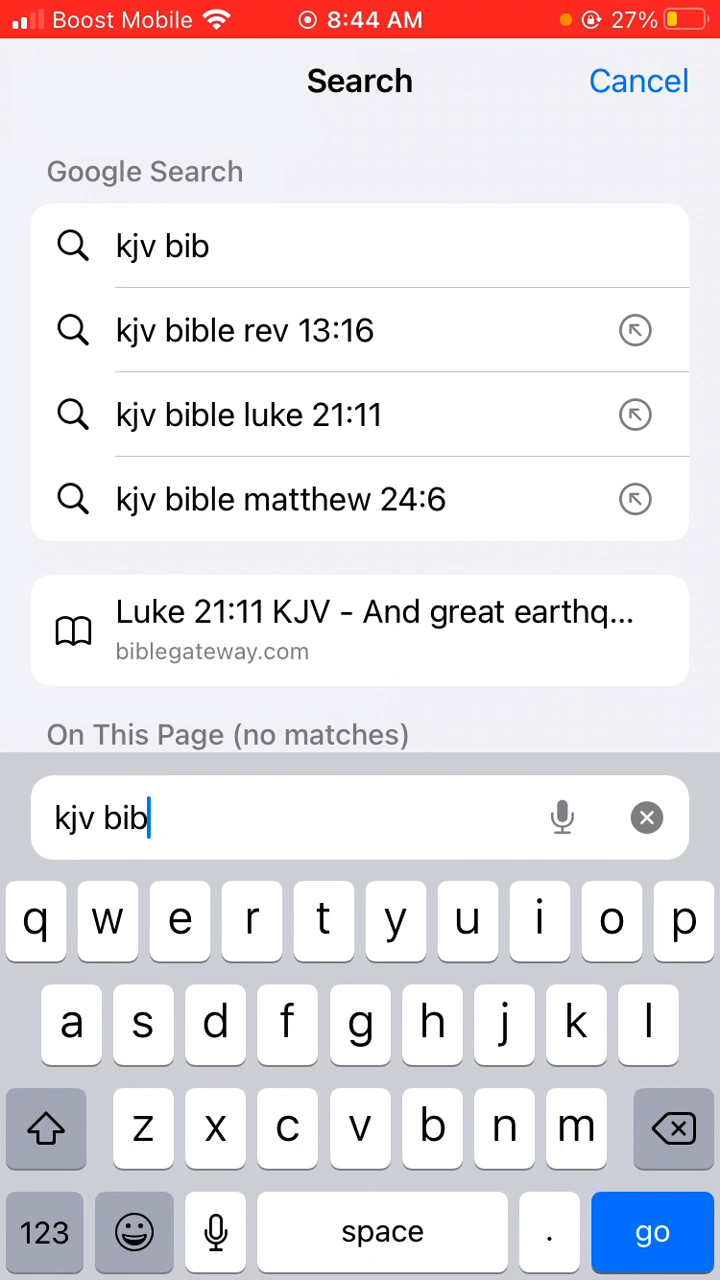 Boost Mobile 8:44 AM 27%
Search Cancel
Google Search
kjv bib
kjv bible rev 13:16
kjv bible luke 21:11
kjv bible matthew 24:6
Luke 21:11 KJV - And great earthq...
biblegateway.com
On This Page (no matches)
kjv bib
q w e r t y u i o p
a s d f g h j k l
z x c v b n m
123 space . go